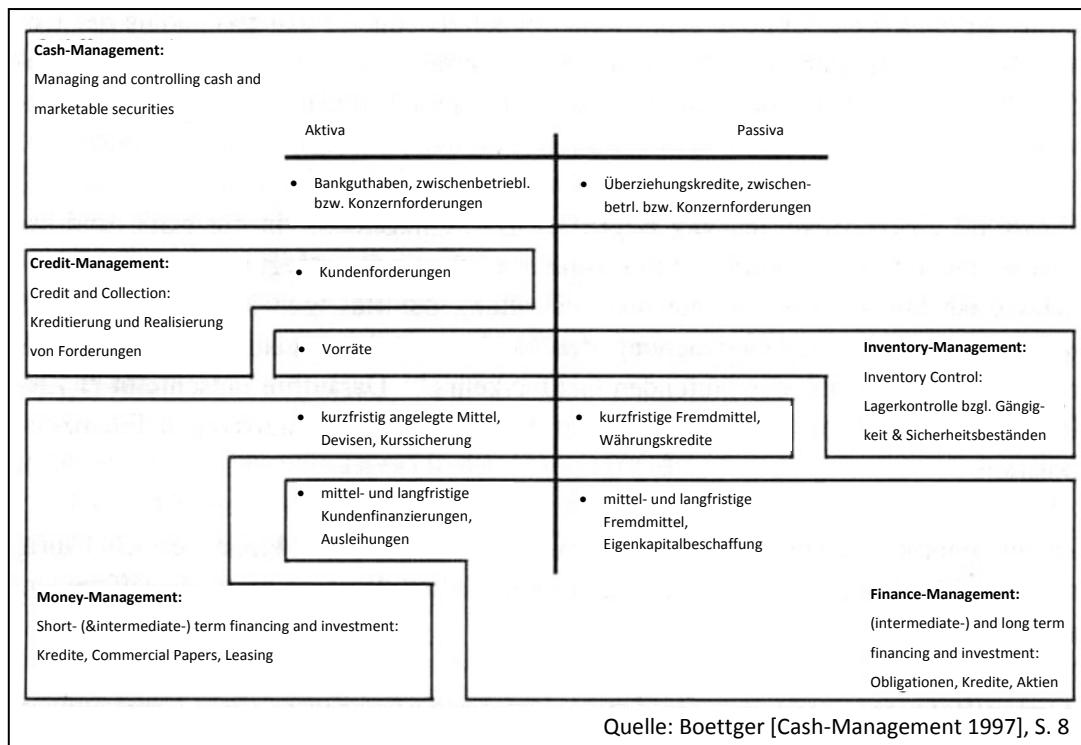 Cash-Management:
Managing and controlling cash and
marketable securities
Aktiva
Passiva
• Bankguthaben, zwischenbetriebl.
bzw. Konzernforderungen
• Überziehungskredite, zwischen-
betrl. bzw. Konzernforderungen
Credit-Management:
Credit and Collection:
Kreditierung und Realisierung
von Forderungen
• Kundenforderungen
• Vorräte
Inventory-Management:
Inventory Control:
Lagerkontrolle bzgl. Gängig-
keit & Sicherheitsbeständen
• kurzfristig angelegte Mittel,
Devisen, Kurssicherung
• kurzfristige Fremdmittel,
Währungskredite
• mittel- und langfristige
Kundenfinanzierungen,
Ausleihungen
• mittel- und langfristige
Fremdmittel,
Eigenkapitalbeschaffung
Money-Management:
Short- (&intermediate-) term financing and investment:
Kredite, Commercial Papers, Leasing
Finance-Management:
(intermediate-) and long term
financing and investment:
Obligationen, Kredite, Aktien
Quelle: Boettger [Cash-Management 1997], S. 8